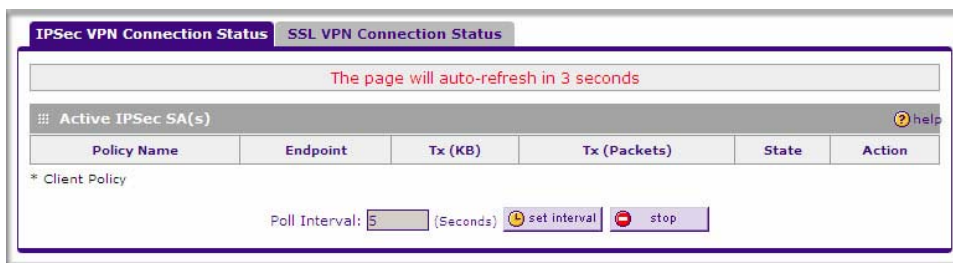 IPSec VPN Connection Status SSL VPN Connection Status
The page will auto-refresh in 3 seconds
Active IPSec SA(s) help
Policy Name Endpoint Tx (KB) Tx (Packets) State Action
* Client Policy
Poll Interval: 5 (Seconds) set interval stop